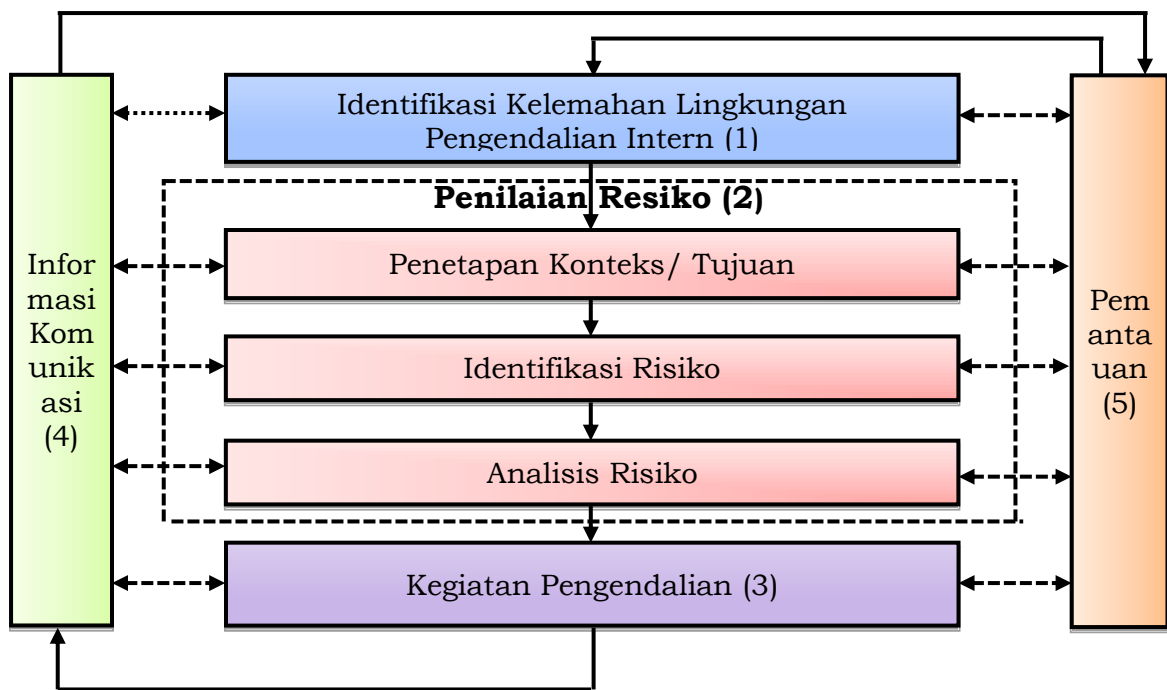 Identifikasi Kelemahan Lingkungan
Pengendalian Intern (1)
Penilaian Resiko (2)
Penetapan Konteks/ Tujuan
Identifikasi Risiko
Analisis Risiko
Kegiatan Pengendalian (3)
Infor
masi
Kom
unik
asi
(4)
Pem
anta
uan
(5)